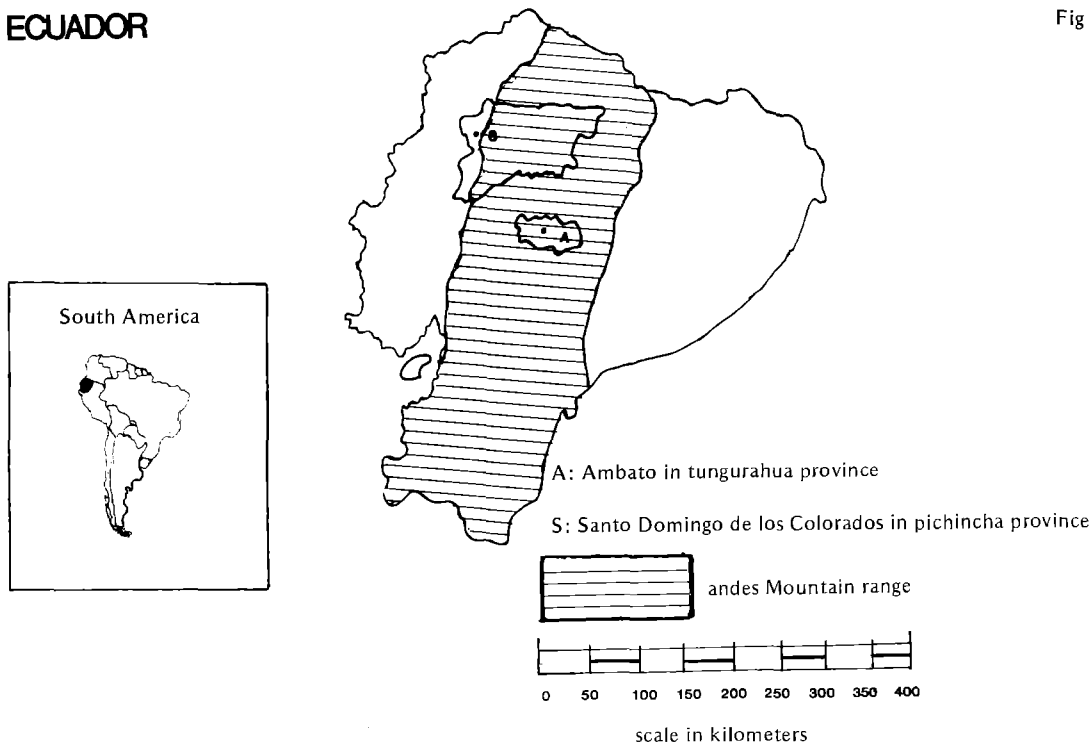 ECUADOR
Fig
S
A
South America
A: Ambato in tungurahua province
S: Santo Domingo de los Colorados in pichincha province
andes Mountain range
0 50 100 150 200 250 300 350 400
scale in kilometers